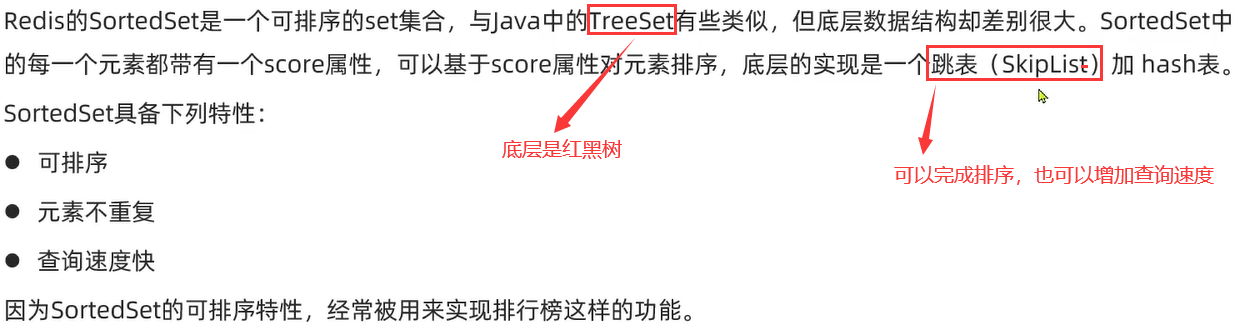 Redis的SortedSet是一个可排序的set集合，与Java中的TreeSet有些类似，但底层数据结构却差别很大。SortedSet中
的每一个元素都带有一个score属性，可以基于score属性对元素排序，底层的实现是一个跳表（SkipList）加 hash表。
SortedSet具备下列特性：
底层是红黑树
可以完成排序，也可以增加查询速度
● 可排序
● 元素不重复
● 查询速度快
因为SortedSet的可排序特性，经常被用来实现排行榜这样的功能。